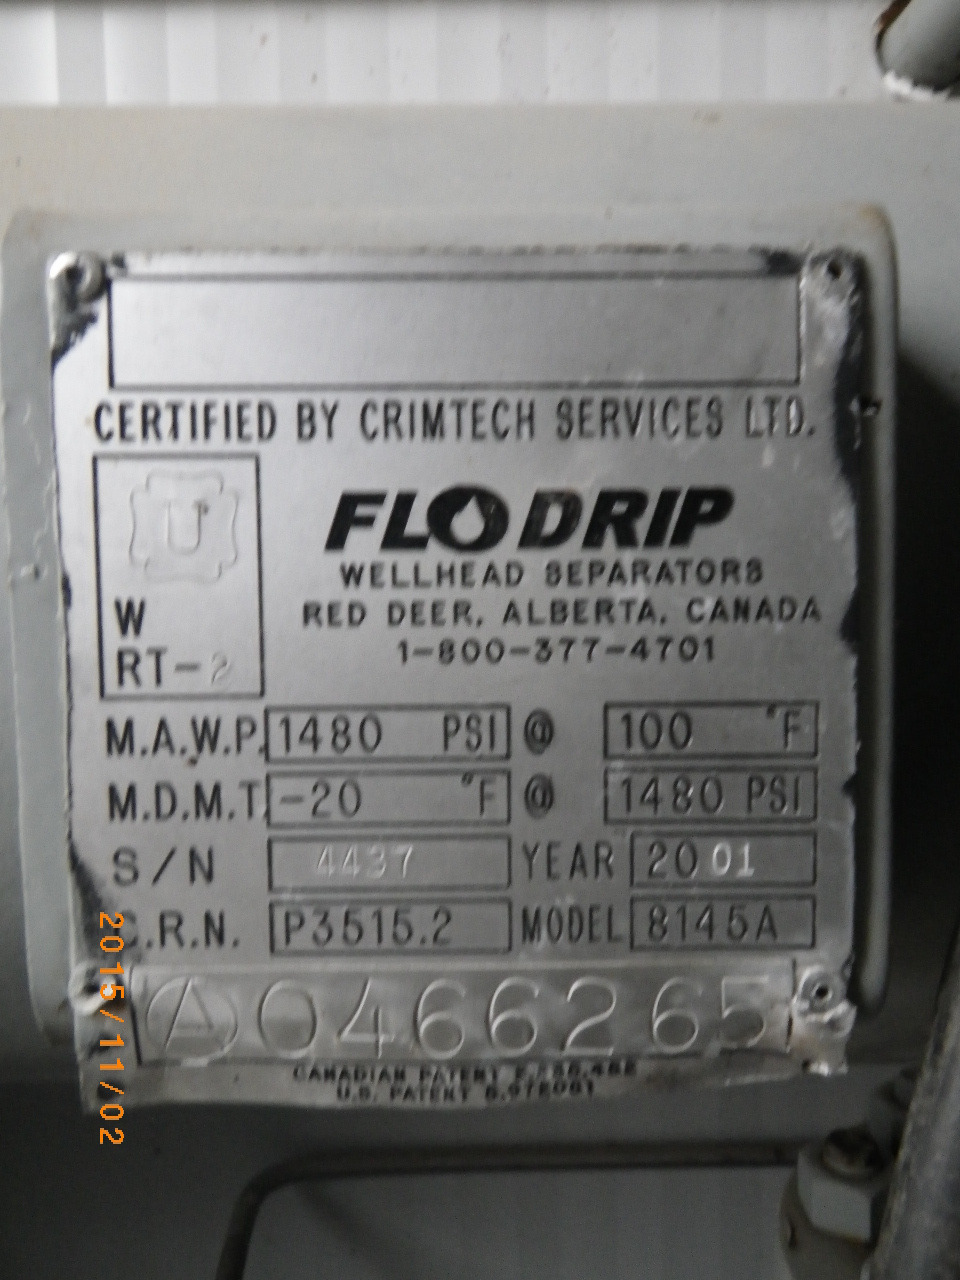 CERTIFIED BY CRIMTECH SERVICES LTD.
U
W
RT-2
FLODRIP
WELLHEAD SEPARATORS
RED DEER, ALBERTA, CANADA
1-800-377-4701
M.A.W.P. 1480 PSI @ 100 °F
M.D.M.T. -20 °F @ 1480 PSI
S/N 4437 YEAR 2001
C.R.N. P3515.2 MODEL 8145A
A0466265
CANADIAN PATENT
U.S. PATENT
2015/11/02